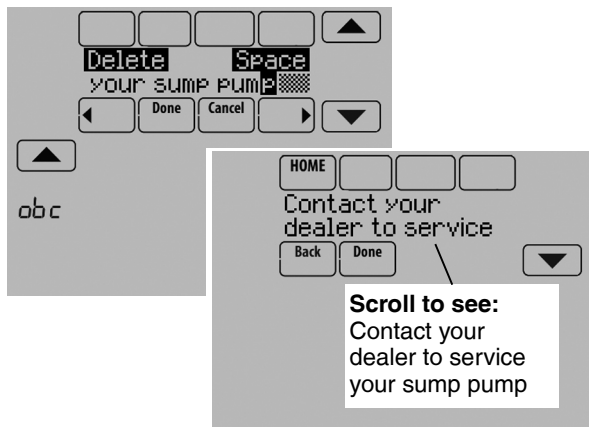 Delete Space
your sump pump
Done Cancel
abc
HOME
Contact your
dealer to service
Back Done
Scroll to see:
Contact your
dealer to service
your sump pump